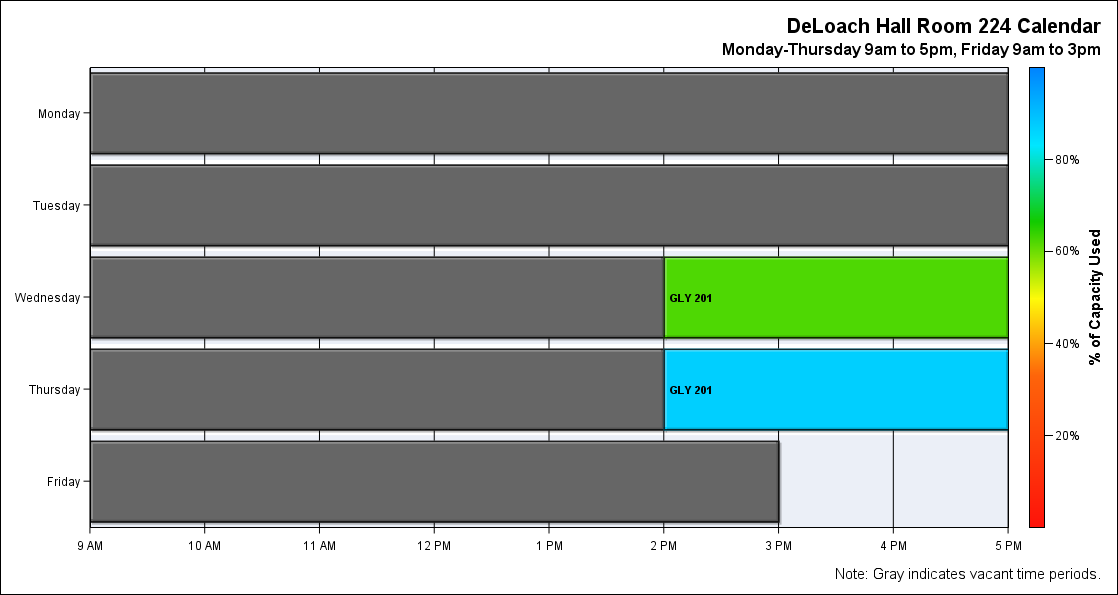 DeLoach Hall Room 224 Calendar
Monday-Thursday 9am to 5pm, Friday 9am to 3pm
Monday
Tuesday
Wednesday
Thursday
Friday
GLY 201
GLY 201
9 AM 10 AM 11 AM 12 PM 1 PM 2 PM 3 PM 4 PM 5 PM
80%
60%
40%
20%
% of Capacity Used
Note: Gray indicates vacant time periods.